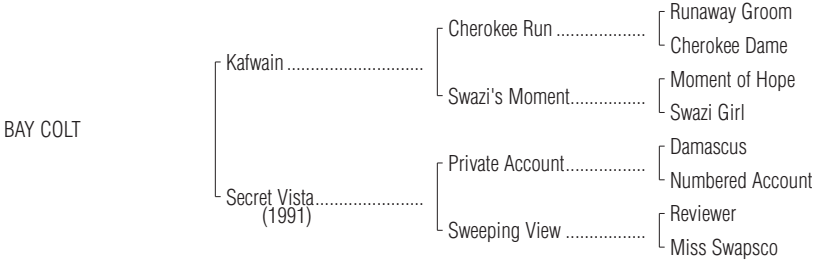 Runaway Groom
Cherokee Run ...................
Cherokee Dame
Kafwain .............................
Moment of Hope
Swazi's Moment................
Swazi Girl
BAY COLT
Damascus
Private Account.................
Numbered Account
Secret Vista.......................
(1991)
Reviewer
Sweeping View .................
Miss Swapsco